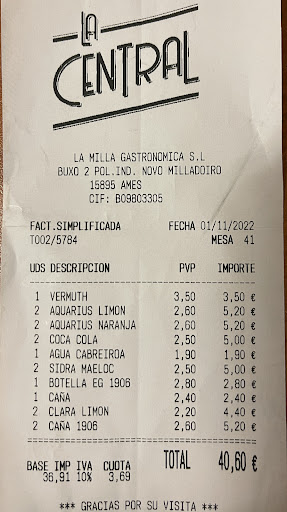 LA
CENTRAL
LA MILLA GASTRONOMICA S.L
BUXO 2 POL.IND. NOVO MILLADOIRO
15895 AMES
CIF: B09803305
FACT.SIMPLIFICADA FECHA 01/11/2022
T002/5784 MESA 41
UDS DESCRIPCION PVP IMPORTE
1 VERMUTH 3,50 3,50 €
2 AQUARIUS LIMON 2,60 5,20 €
2 AQUARIUS NARANJA 2,60 5,20 €
2 COCA COLA 2,50 5,00 €
1 AGUA CABREIROA 1,90 1,90 €
2 SIDRA MAELOC 2,50 5,00 €
1 BOTELLA EG 1906 2,80 2,80 €
1 CAÑA 2,40 2,40 €
2 CLARA LIMON 2,20 4,40 €
2 CAÑA 1906 2,60 5,20 €
BASE IMP IVA CUOTA TOTAL 40,60 €
36,91 10% 3,69
*** GRACIAS POR SU VISITA ***